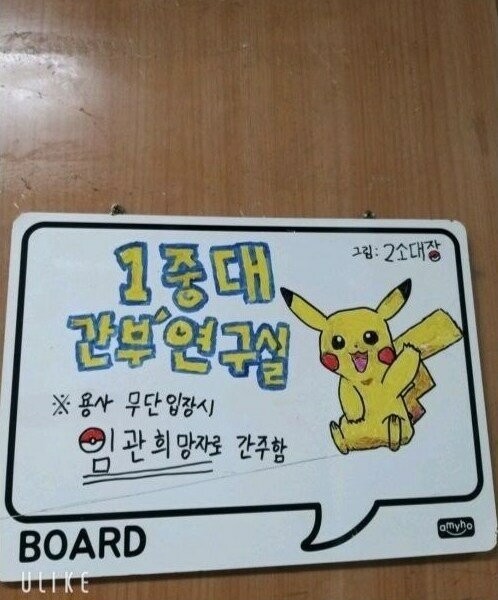 그림: 2소대장
1중대
간부 연구실
※ 용사 무단입장시
임관희망자로 간주함
BOARD
amyho
ULIKE